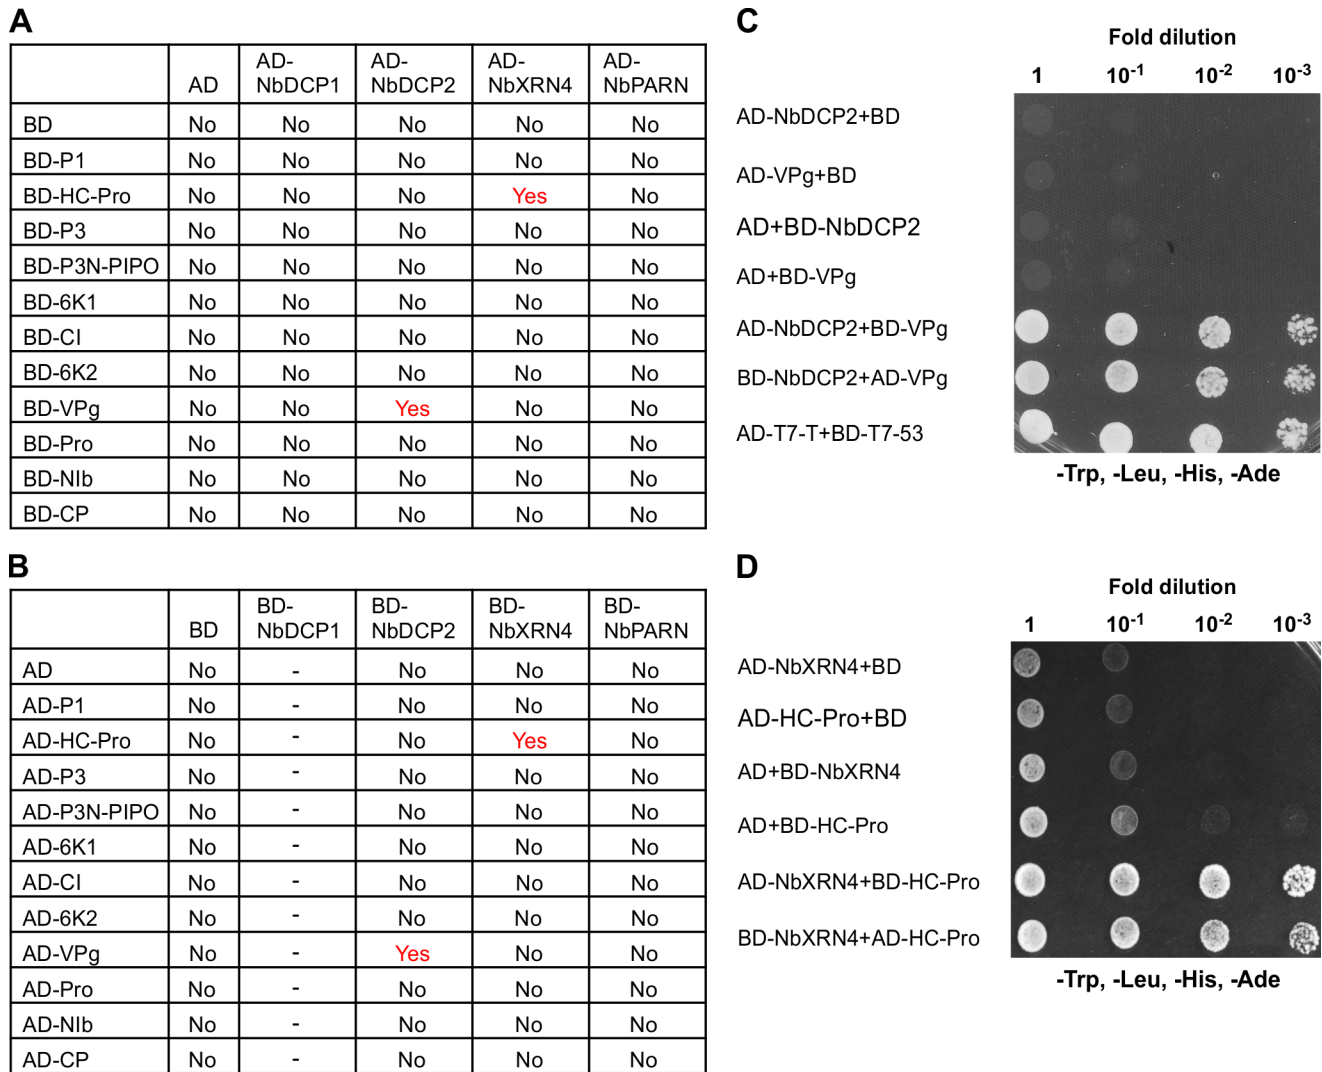 A
AD AD-NbDCP1 AD-NbDCP2 AD-NbXRN4 AD-NbPARN
BD No No No No No
BD-P1 No No No No No
BD-HC-Pro No No No Yes No
BD-P3 No No No No No
BD-P3N-PIPO No No No No No
BD-6K1 No No No No No
BD-CI No No No No No
BD-6K2 No No No No No
BD-VPg No No Yes No No
BD-Pro No No No No No
BD-NIb No No No No No
BD-CP No No No No No
B
BD BD-NbDCP1 BD-NbDCP2 BD-NbXRN4 BD-NbPARN
AD No - No No No
AD-P1 No - No No No
AD-HC-Pro No - No Yes No
AD-P3 No - No No No
AD-P3N-PIPO No - No No No
AD-6K1 No - No No No
AD-CI No - No No No
AD-6K2 No - No No No
AD-VPg No - Yes No No
AD-Pro No - No No No
AD-NIb No - No No No
AD-CP No - No No No
C
Fold dilution
1 10⁻¹ 10⁻² 10⁻³
AD-NbDCP2+BD
AD-VPg+BD
AD+BD-NbDCP2
AD+BD-VPg
AD-NbDCP2+BD-VPg
BD-NbDCP2+AD-VPg
AD-T7-T+BD-T7-53
-Trp, -Leu, -His, -Ade
D
Fold dilution
1 10⁻¹ 10⁻² 10⁻³
AD-NbXRN4+BD
AD-HC-Pro+BD
AD+BD-NbXRN4
AD+BD-HC-Pro
AD-NbXRN4+BD-HC-Pro
BD-NbXRN4+AD-HC-Pro
-Trp, -Leu, -His, -Ade